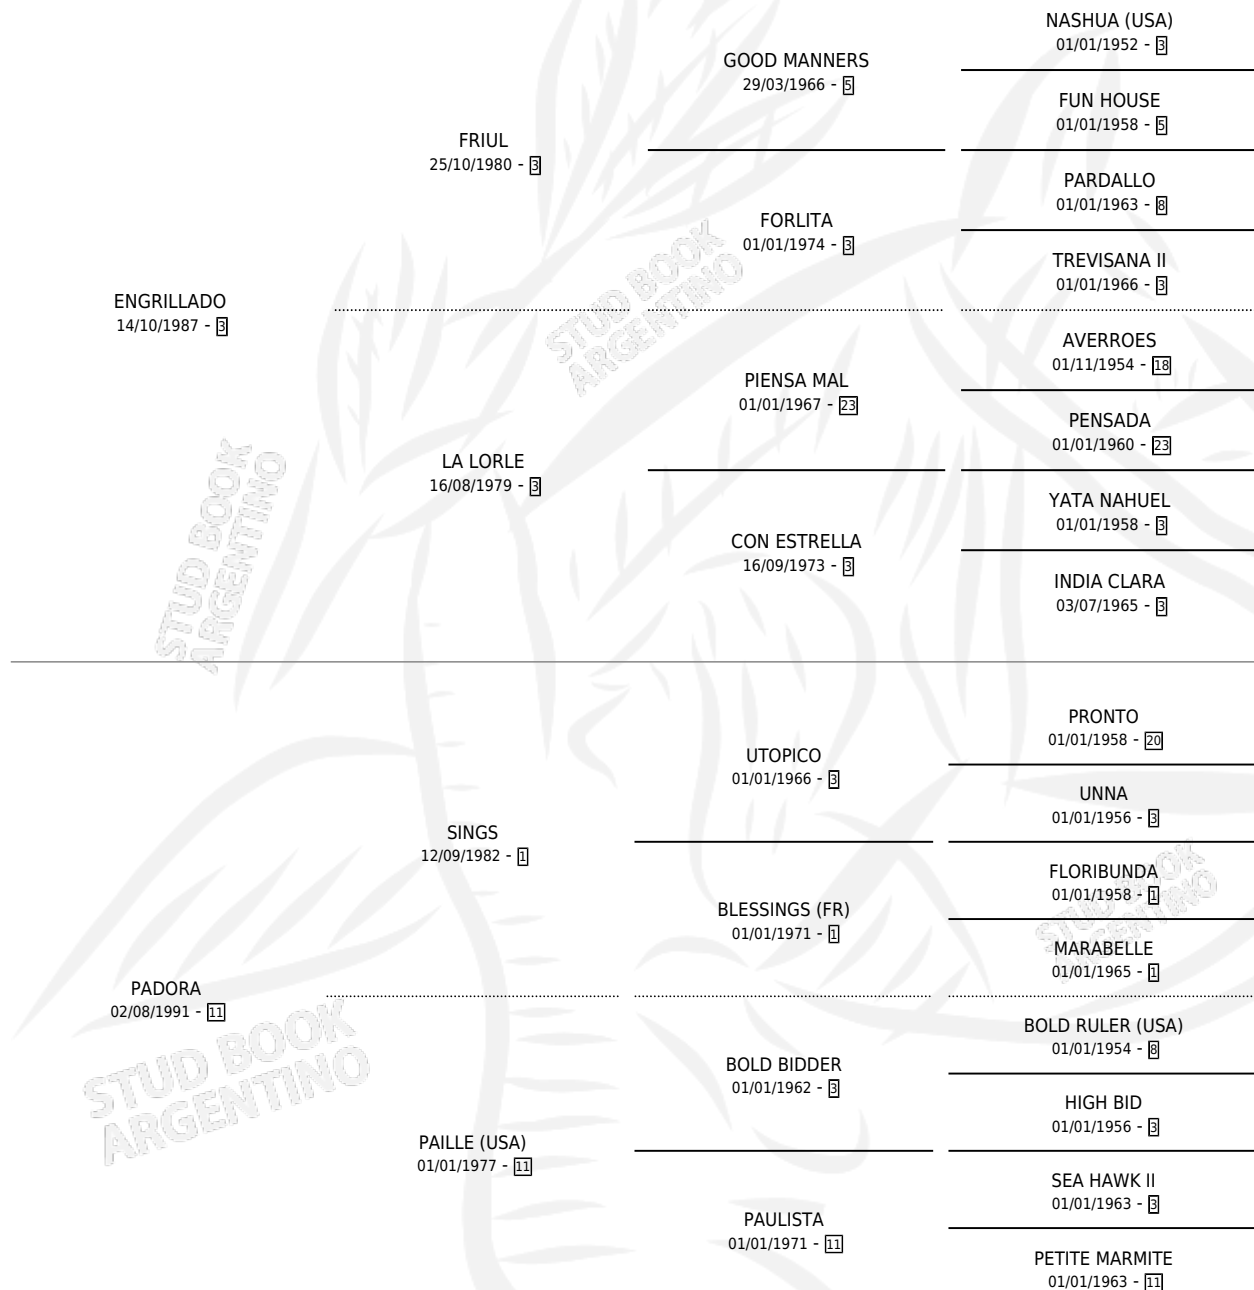 NASHUA (USA)
01/01/1952 - 3
GOOD MANNERS
29/03/1966 - 5
FUN HOUSE
01/01/1958 - 5
FRIUL
25/10/1980 - 3
PARDALLO
01/01/1963 - 8
FORLITA
01/01/1974 - 3
TREVISANA II
01/01/1966 - 3
ENGRILLADO
14/10/1987 - 3
AVERROES
01/11/1954 - 18
PIENSA MAL
01/01/1967 - 23
PENSADA
01/01/1960 - 23
LA LORLE
16/08/1979 - 3
YATA NAHUEL
01/01/1958 - 3
CON ESTRELLA
16/09/1973 - 3
INDIA CLARA
03/07/1965 - 3
STUD BOOK
ARGENTINO
STUD BOOK
ARGENTINO
PRONTO
01/01/1958 - 20
UTOPICO
01/01/1966 - 3
UNNA
01/01/1956 - 3
SINGS
12/09/1982 - 1
FLORIBUNDA
01/01/1958 - 1
BLESSINGS (FR)
01/01/1971 - 1
MARABELLE
01/01/1965 - 1
STUD BOOK
ARGENTINO
PADORA
02/08/1991 - 11
BOLD RULER (USA)
01/01/1954 - 8
BOLD BIDDER
01/01/1962 - 3
HIGH BID
01/01/1956 - 3
PAILLE (USA)
01/01/1977 - 11
SEA HAWK II
01/01/1963 - 3
PAULISTA
01/01/1971 - 11
PETITE MARMITE
01/01/1963 - 11
STUD BOOK
ARGENTINO